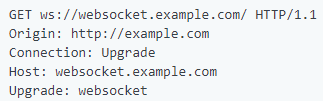 GET ws://websocket.example.com/ HTTP/1.1
Origin: http://example.com
Connection: Upgrade
Host: websocket.example.com
Upgrade: websocket